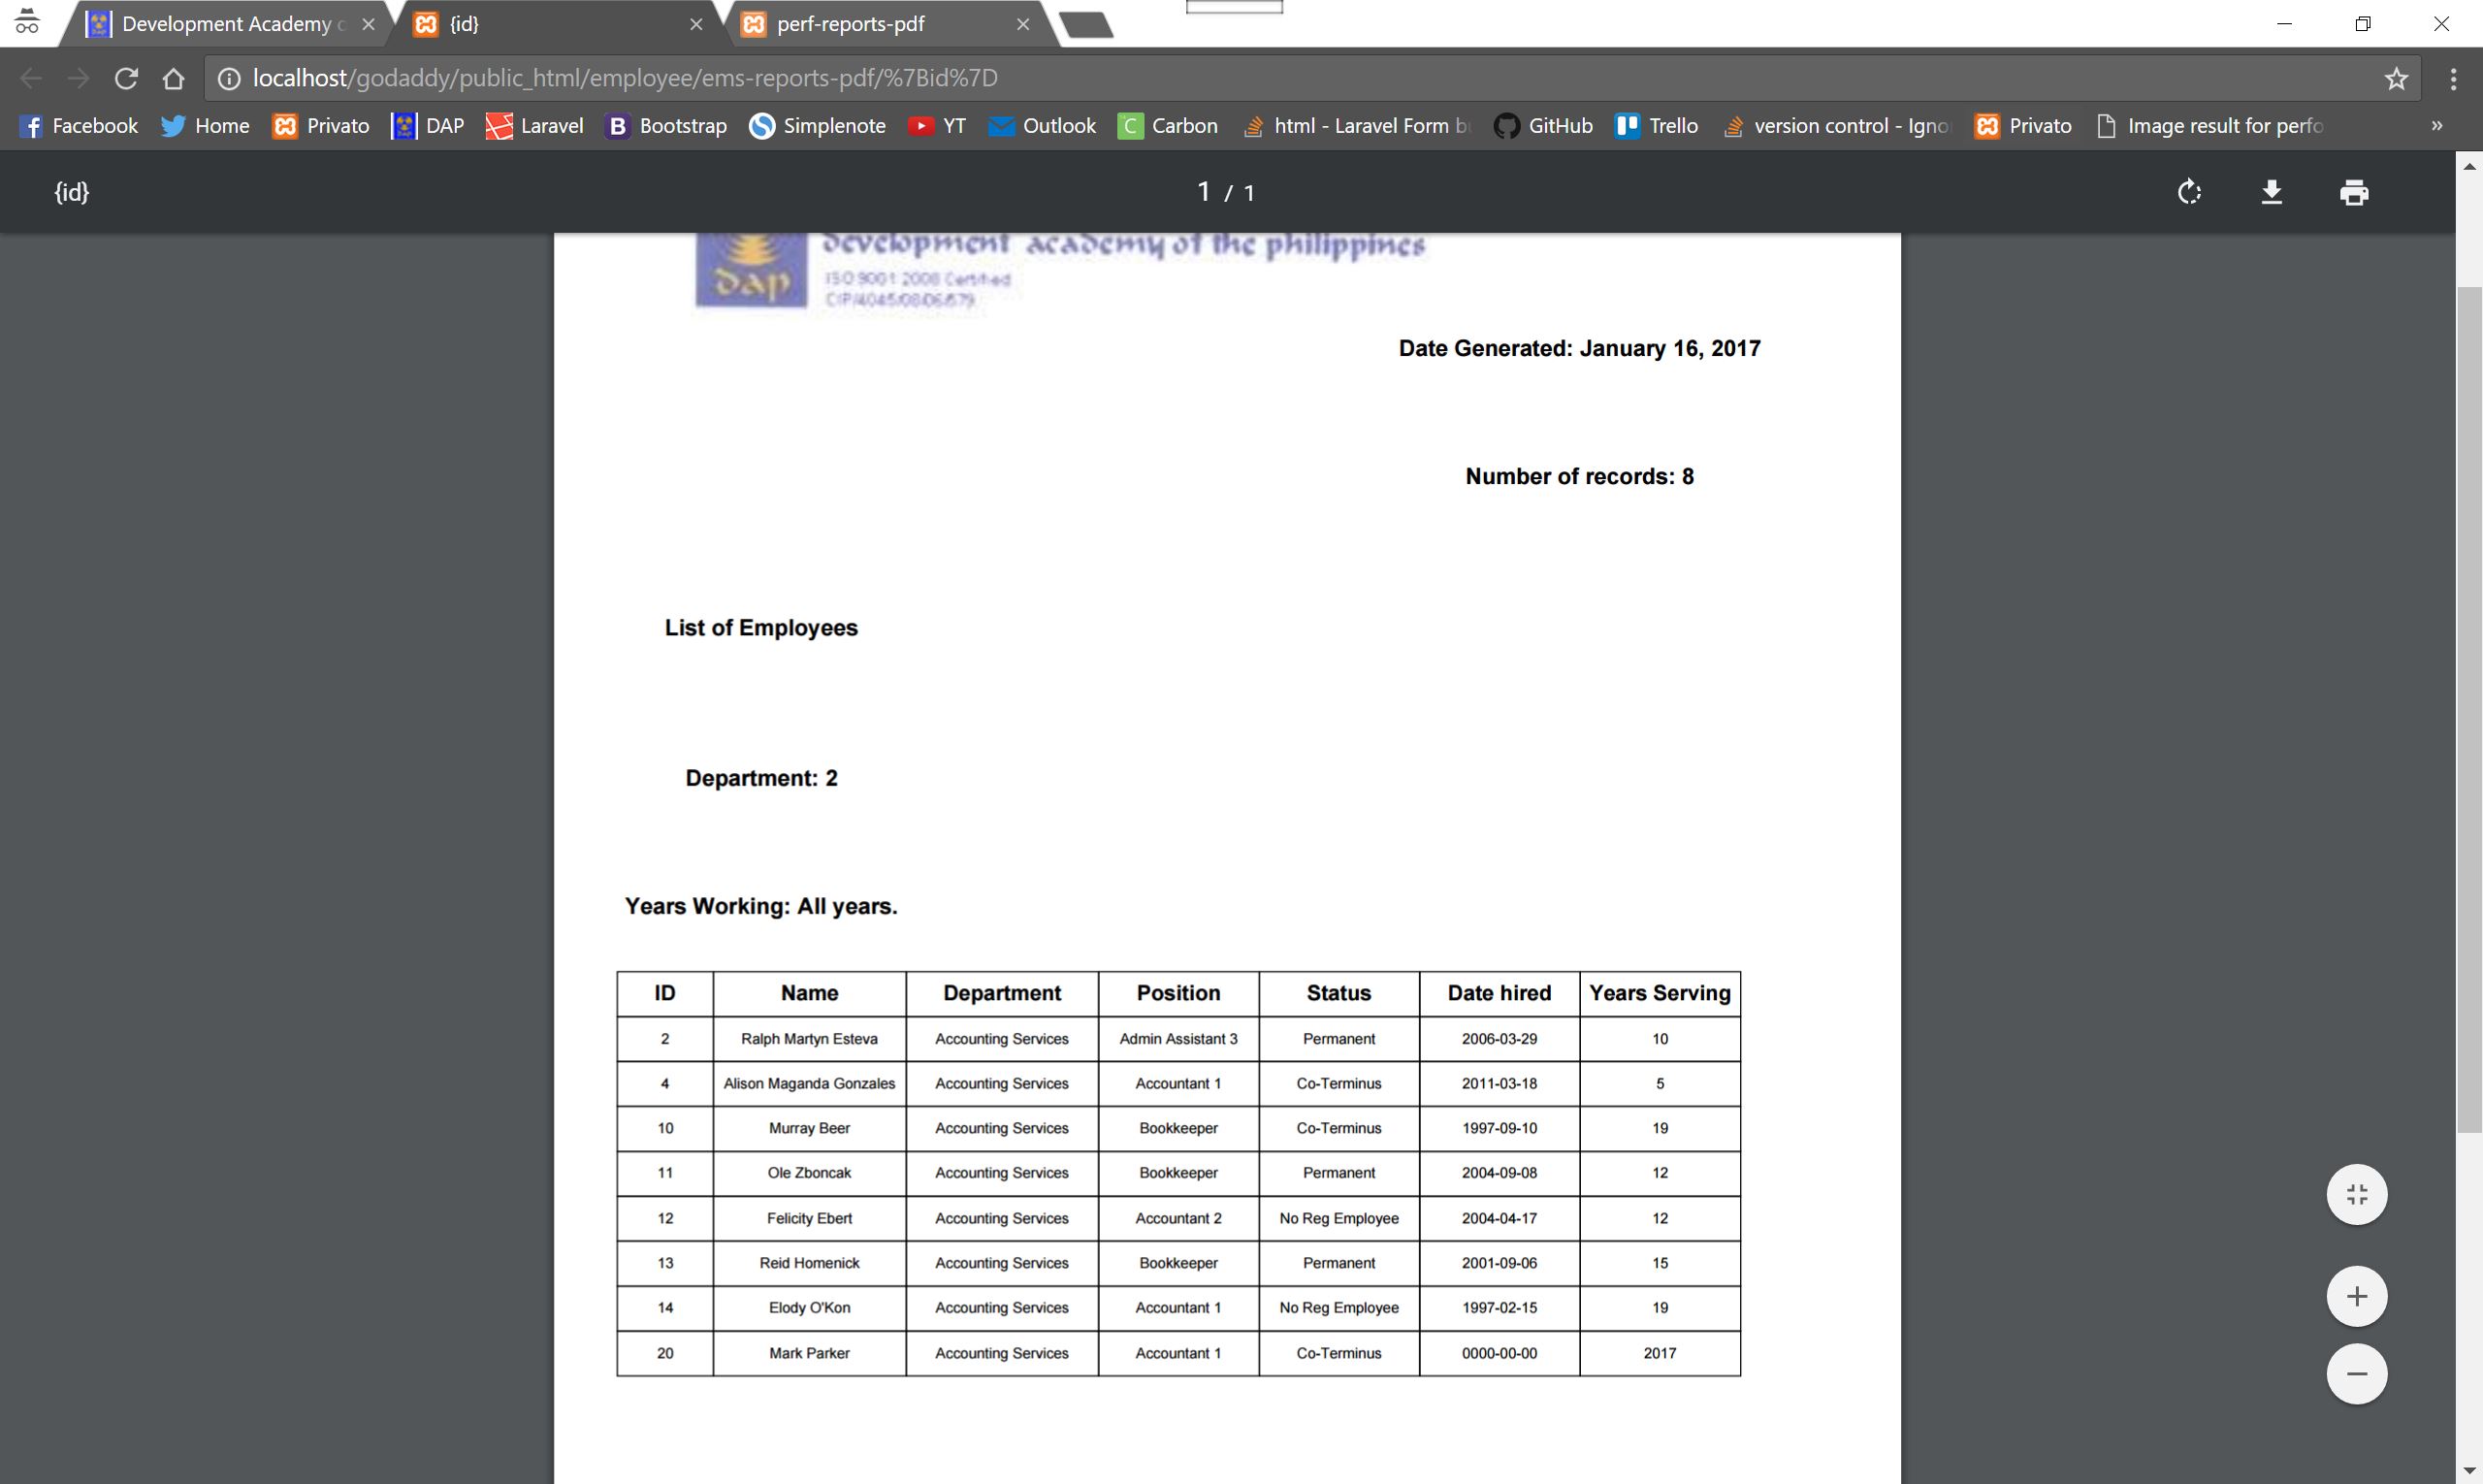 Development Academy o
{id}
perf-reports-pdf
localhost/godaddy/public_html/employee/ems-reports-pdf/%7Bid%7D
Facebook Home Privato DAP Laravel Bootstrap Simplenote YT Outlook Carbon html - Laravel Form b GitHub Trello version control - Igno Privato Image result for perfo »
{id} 1 / 1
development academy of the philippines
dap
ISO 9001:2008 Certified
CIP/4045/08/06/579
Date Generated: January 16, 2017
Number of records: 8
List of Employees
Department: 2
Years Working: All years.
ID Name Department Position Status Date hired Years Serving
2 Ralph Martyn Esteva Accounting Services Admin Assistant 3 Permanent 2006-03-29 10
4 Alison Maganda Gonzales Accounting Services Accountant 1 Co-Terminus 2011-03-18 5
10 Murray Beer Accounting Services Bookkeeper Co-Terminus 1997-09-10 19
11 Ole Zboncak Accounting Services Bookkeeper Permanent 2004-09-08 12
12 Felicity Ebert Accounting Services Accountant 2 No Reg Employee 2004-04-17 12
13 Reid Homenick Accounting Services Bookkeeper Permanent 2001-09-06 15
14 Elody O'Kon Accounting Services Accountant 1 No Reg Employee 1997-02-15 19
20 Mark Parker Accounting Services Accountant 1 Co-Terminus 0000-00-00 2017